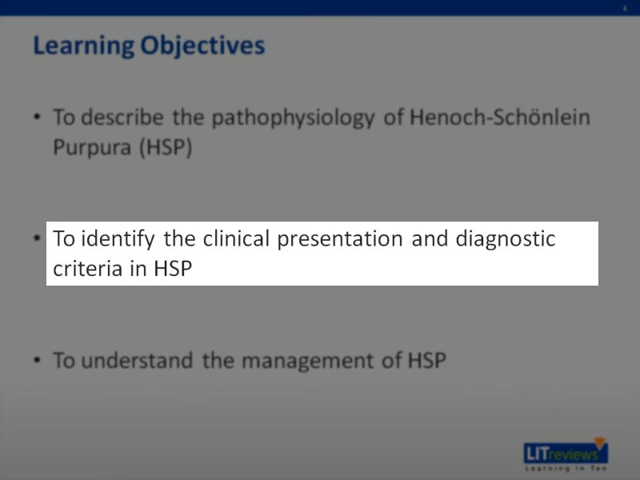 4
Learning Objectives
• To describe the pathophysiology of Henoch-Schönlein
Purpura (HSP)
• To identify the clinical presentation and diagnostic
criteria in HSP
• To understand the management of HSP
LITreviews
Learning In Ten